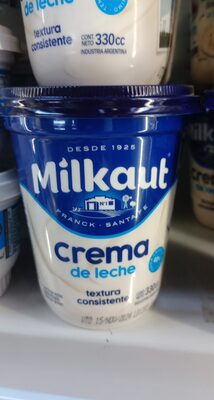 de leche
textura
consistente
CONT.
NETO 330cc
INDUSTRIA ARGENTINA
DESDE 1925
Milkaut
FRANCK - SANTA FE
crema
de leche
textura
consistente